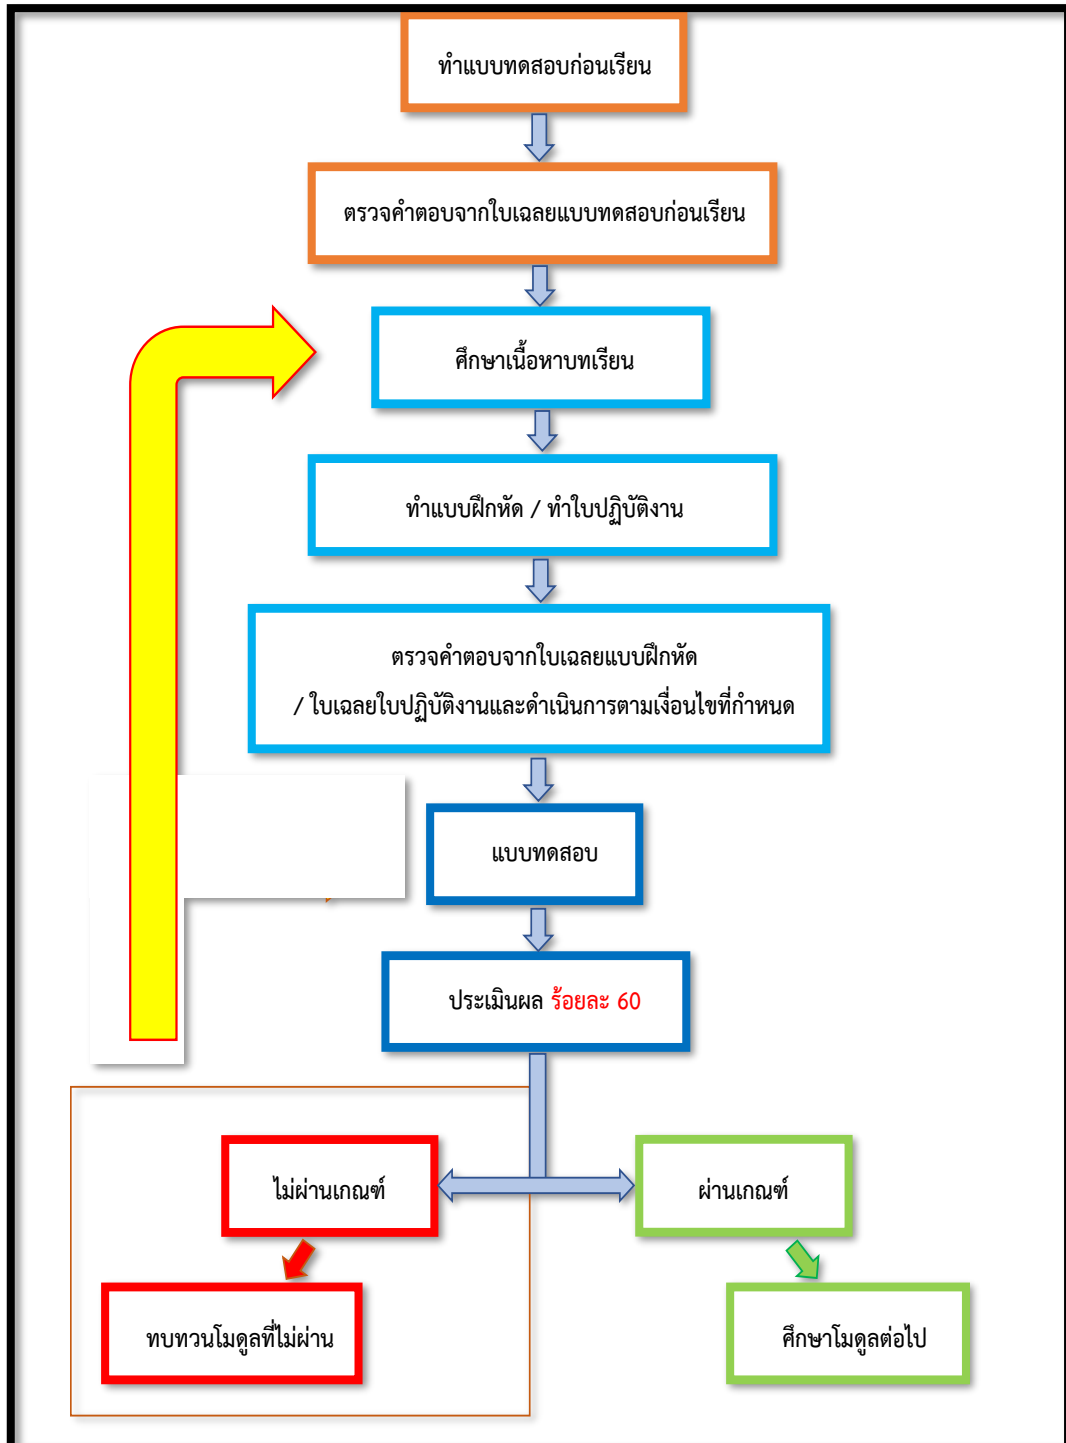 ทำแบบทดสอบก่อนเรียน
ตรวจคำตอบจากใบเฉลยแบบทดสอบก่อนเรียน
ศึกษาเนื้อหาบทเรียน
ทำแบบฝึกหัด / ทำใบปฏิบัติงาน
ตรวจคำตอบจากใบเฉลยแบบฝึกหัด
/ ใบเฉลยใบปฏิบัติงานและดำเนินการตามเงื่อนไขที่กำหนด
แบบทดสอบ
ประเมินผล ร้อยละ 60
ไม่ผ่านเกณฑ์
ผ่านเกณฑ์
ทบทวนโมดูลที่ไม่ผ่าน
ศึกษาโมดูลต่อไป